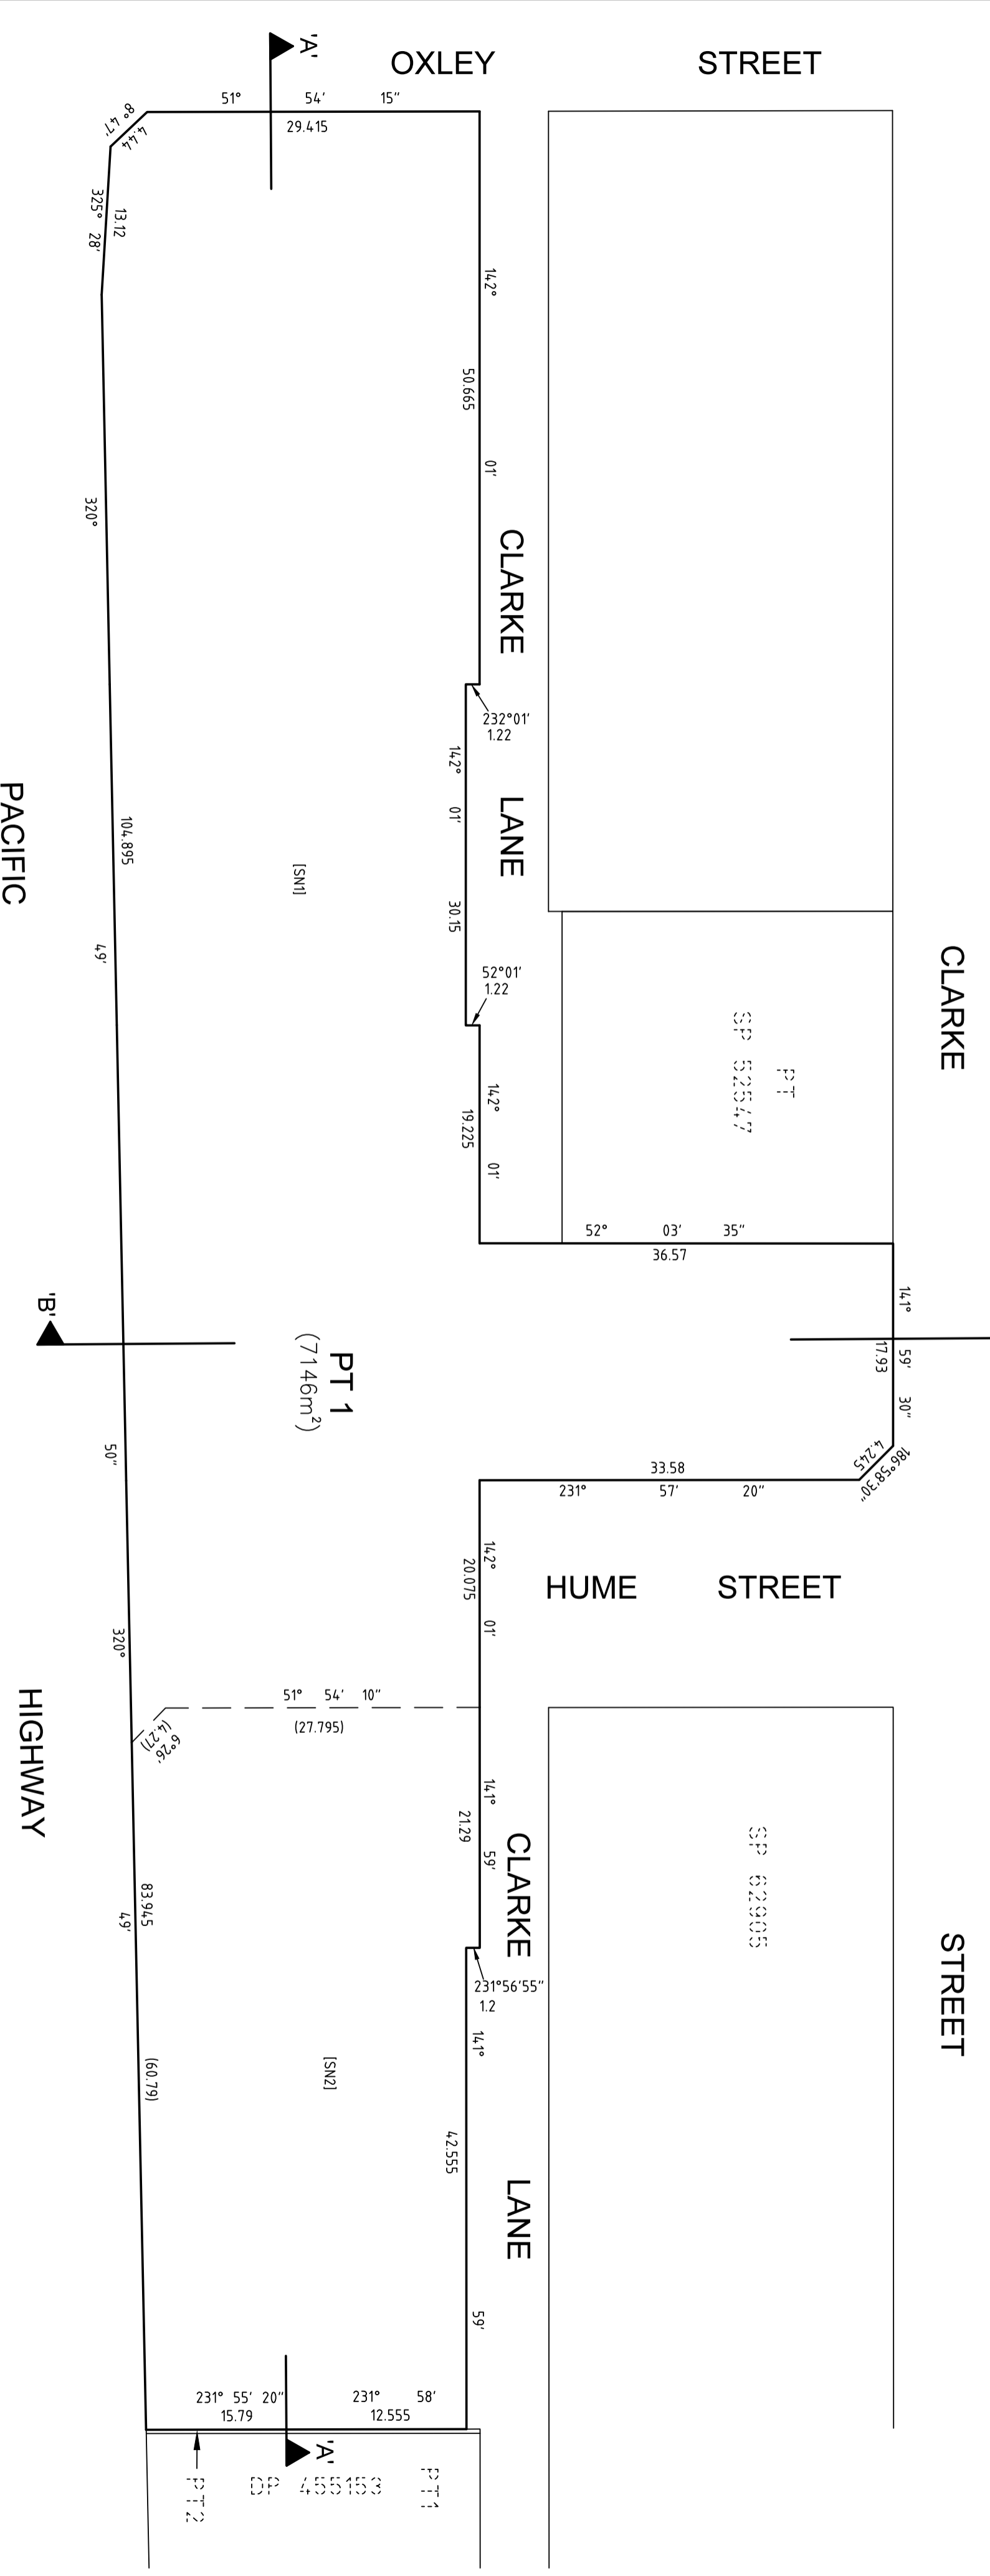 'A'
OXLEY STREET
51° 54' 15"
29.415
8° 47'
4.44
13.12
325° 28'
142° 01'
50.665
320°
CLARKE LANE
232°01'
1.22
142° 01'
30.15
104.895
[SN1]
49'
CLARKE
52°01'
1.22
PT
SP 52547
142° 01'
19.225
PACIFIC
52° 03' 35"
36.57
141° 59' 30"
17.93
'B'
PT 1
(7146m²)
50"
186°58'30"
4.245
33.58
231° 57' 20"
142° 01'
20.075
HUME STREET
320°
51° 54' 10"
(27.795)
6°26'
(4.27)
HIGHWAY
141° 59'
21.29
CLARKE LANE
SP 62905
83.945
49'
STREET
231°56'55"
1.2
141° 59'
42.555
(60.79)
[SN2]
231° 55' 20"
15.79
231° 58'
12.555
'A'
PT1
DP 455153
PT2